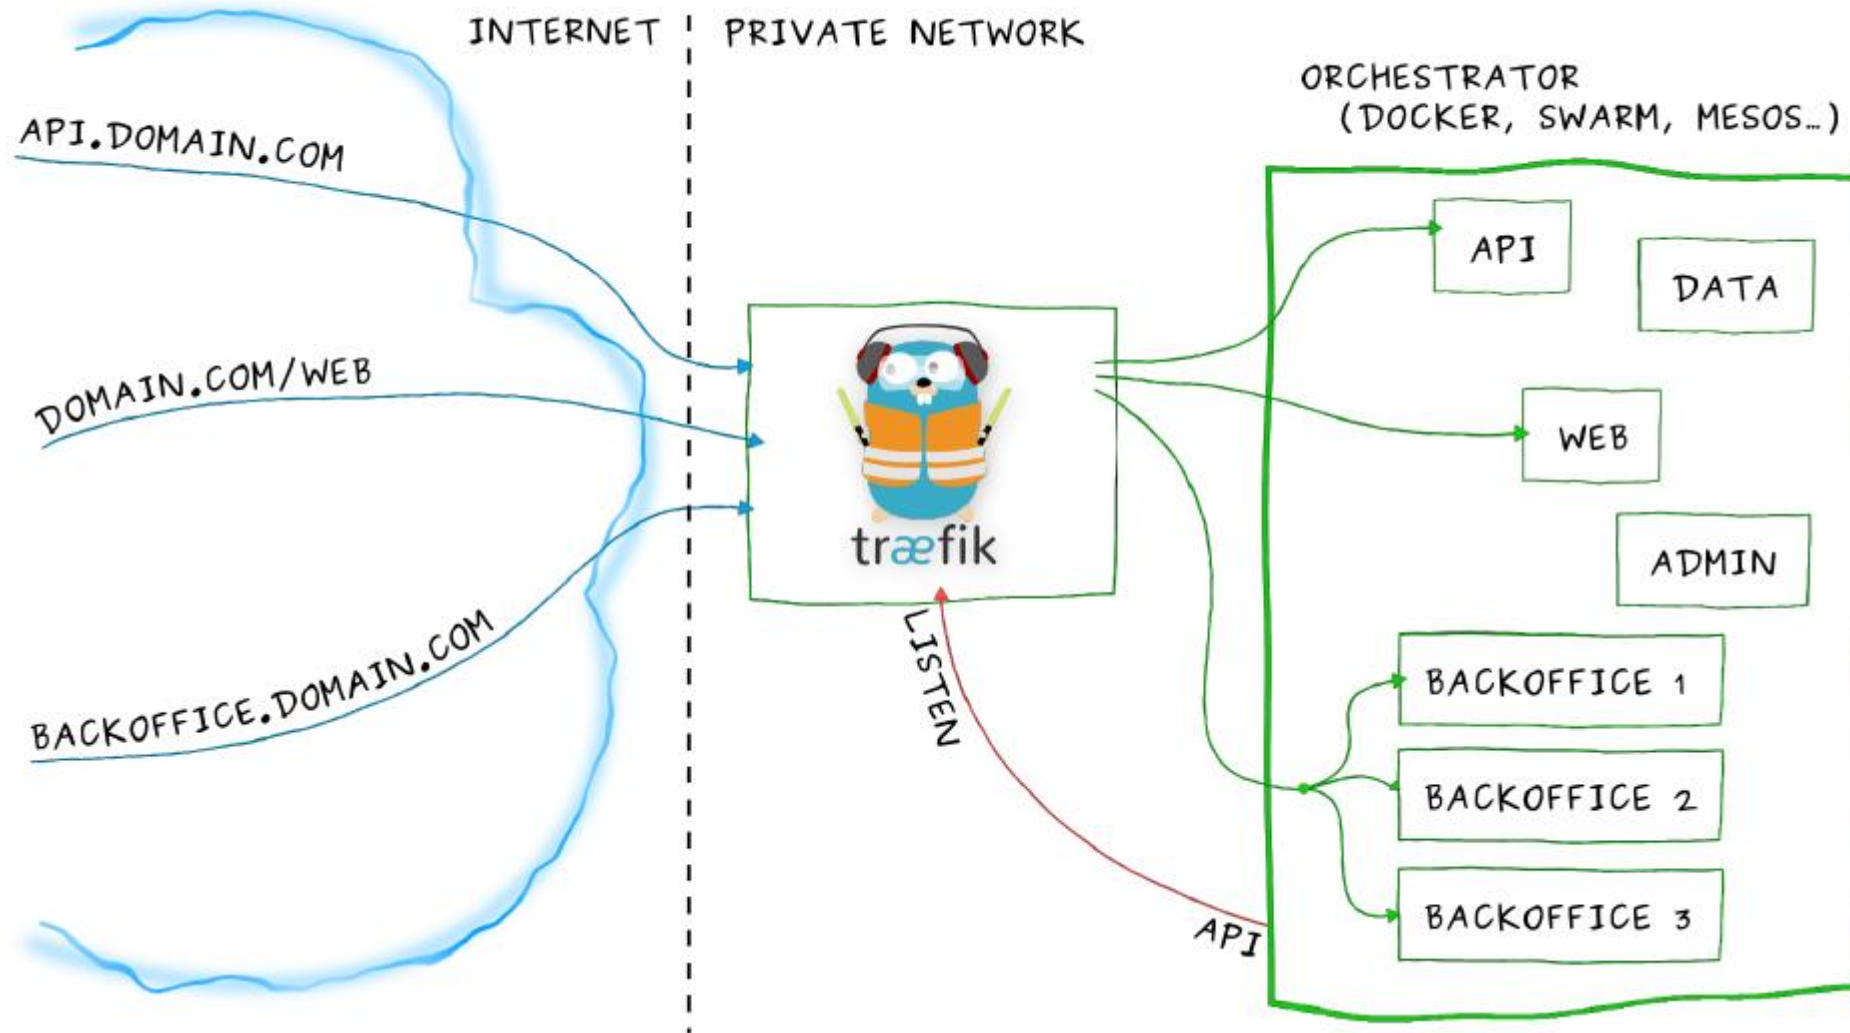 INTERNET
PRIVATE NETWORK
ORCHESTRATOR
(DOCKER, SWARM, MESOS...)
API.DOMAIN.COM
DOMAIN.COM/WEB
BACKOFFICE.DOMAIN.COM
træfik
LISTEN
API
API
DATA
WEB
ADMIN
BACKOFFICE 1
BACKOFFICE 2
BACKOFFICE 3